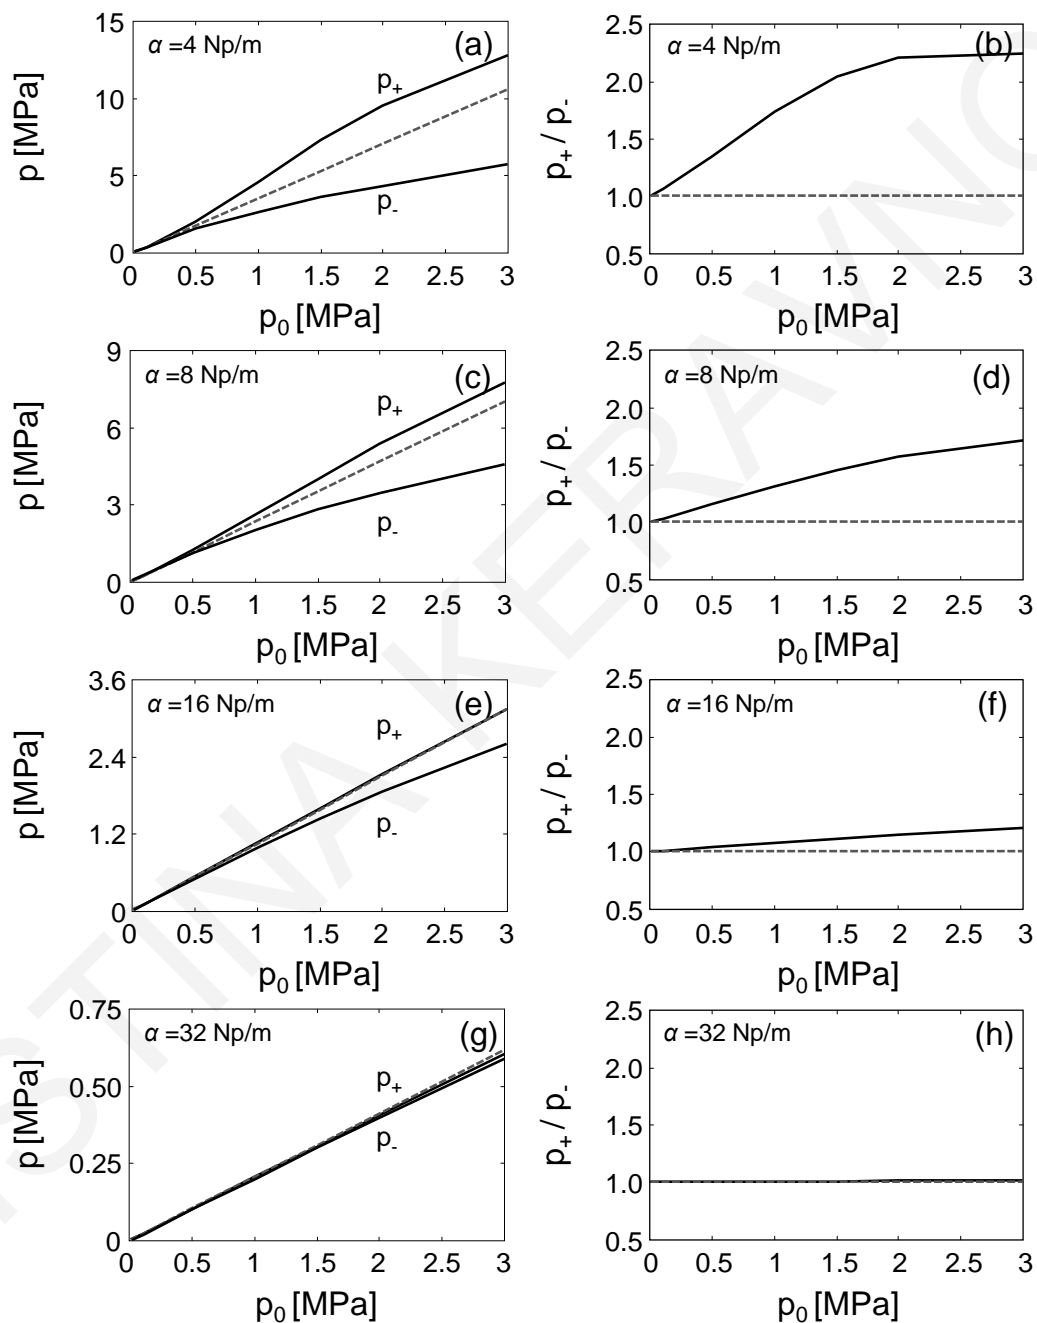 α =4 Np/m (a)
p+
p-
15
10
5
0
p [MPa]
0 0.5 1 1.5 2 2.5 3
p0 [MPa]
α =4 Np/m (b)
2.5
2.0
1.5
1.0
0.5
p+ / p-
0 0.5 1 1.5 2 2.5 3
p0 [MPa]
α =8 Np/m (c)
p+
p-
9
6
3
0
p [MPa]
0 0.5 1 1.5 2 2.5 3
p0 [MPa]
α =8 Np/m (d)
2.5
2.0
1.5
1.0
0.5
p+ / p-
0 0.5 1 1.5 2 2.5 3
p0 [MPa]
α =16 Np/m (e)
p+
p-
3.6
2.4
1.2
0
p [MPa]
0 0.5 1 1.5 2 2.5 3
p0 [MPa]
α =16 Np/m (f)
2.5
2.0
1.5
1.0
0.5
p+ / p-
0 0.5 1 1.5 2 2.5 3
p0 [MPa]
α =32 Np/m (g)
p+
p-
0.75
0.50
0.25
0
p [MPa]
0 0.5 1 1.5 2 2.5 3
p0 [MPa]
α =32 Np/m (h)
2.5
2.0
1.5
1.0
0.5
p+ / p-
0 0.5 1 1.5 2 2.5 3
p0 [MPa]
STINA KERAVNO